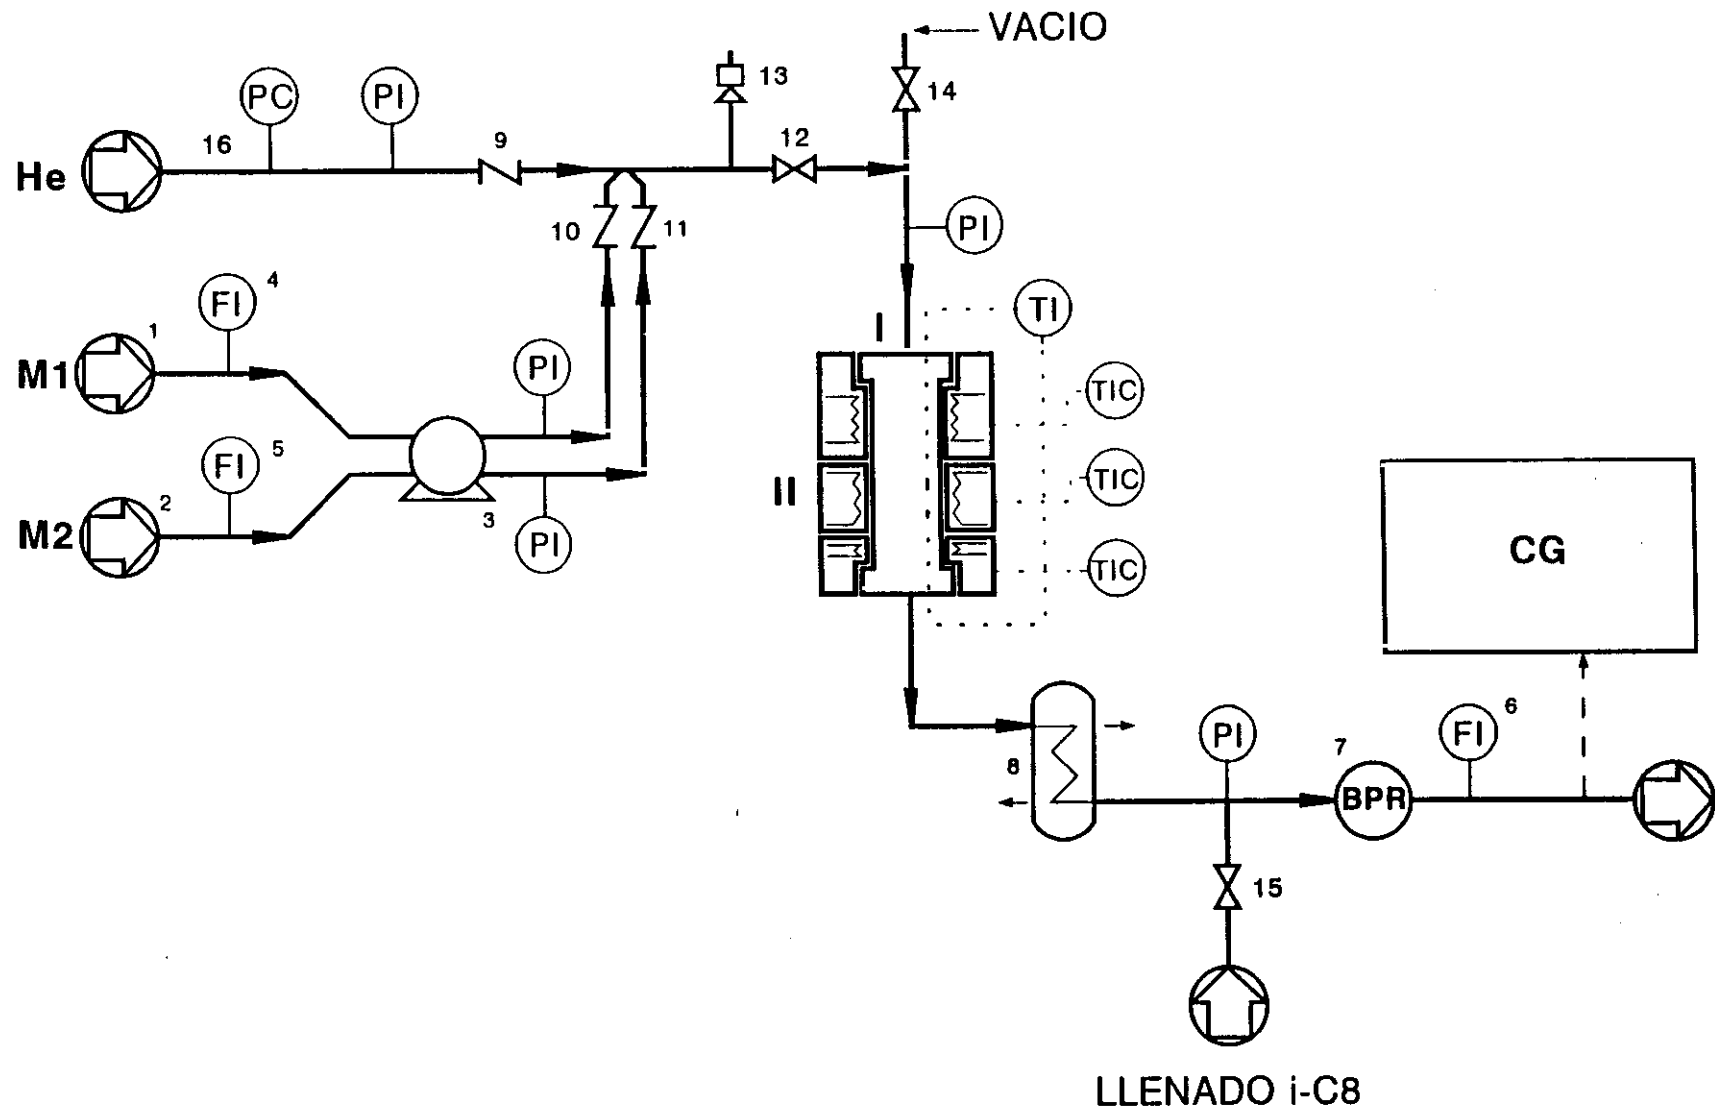 VACIO
13
14
PC
PI
16
9
12
He
10
11
PI
4
FI
TI
I
1
M1
PI
TIC
5
FI
II
TIC
2
M2
3
PI
TIC
CG
6
FI
PI
7
8
BPR
15
LLENADO i-C8